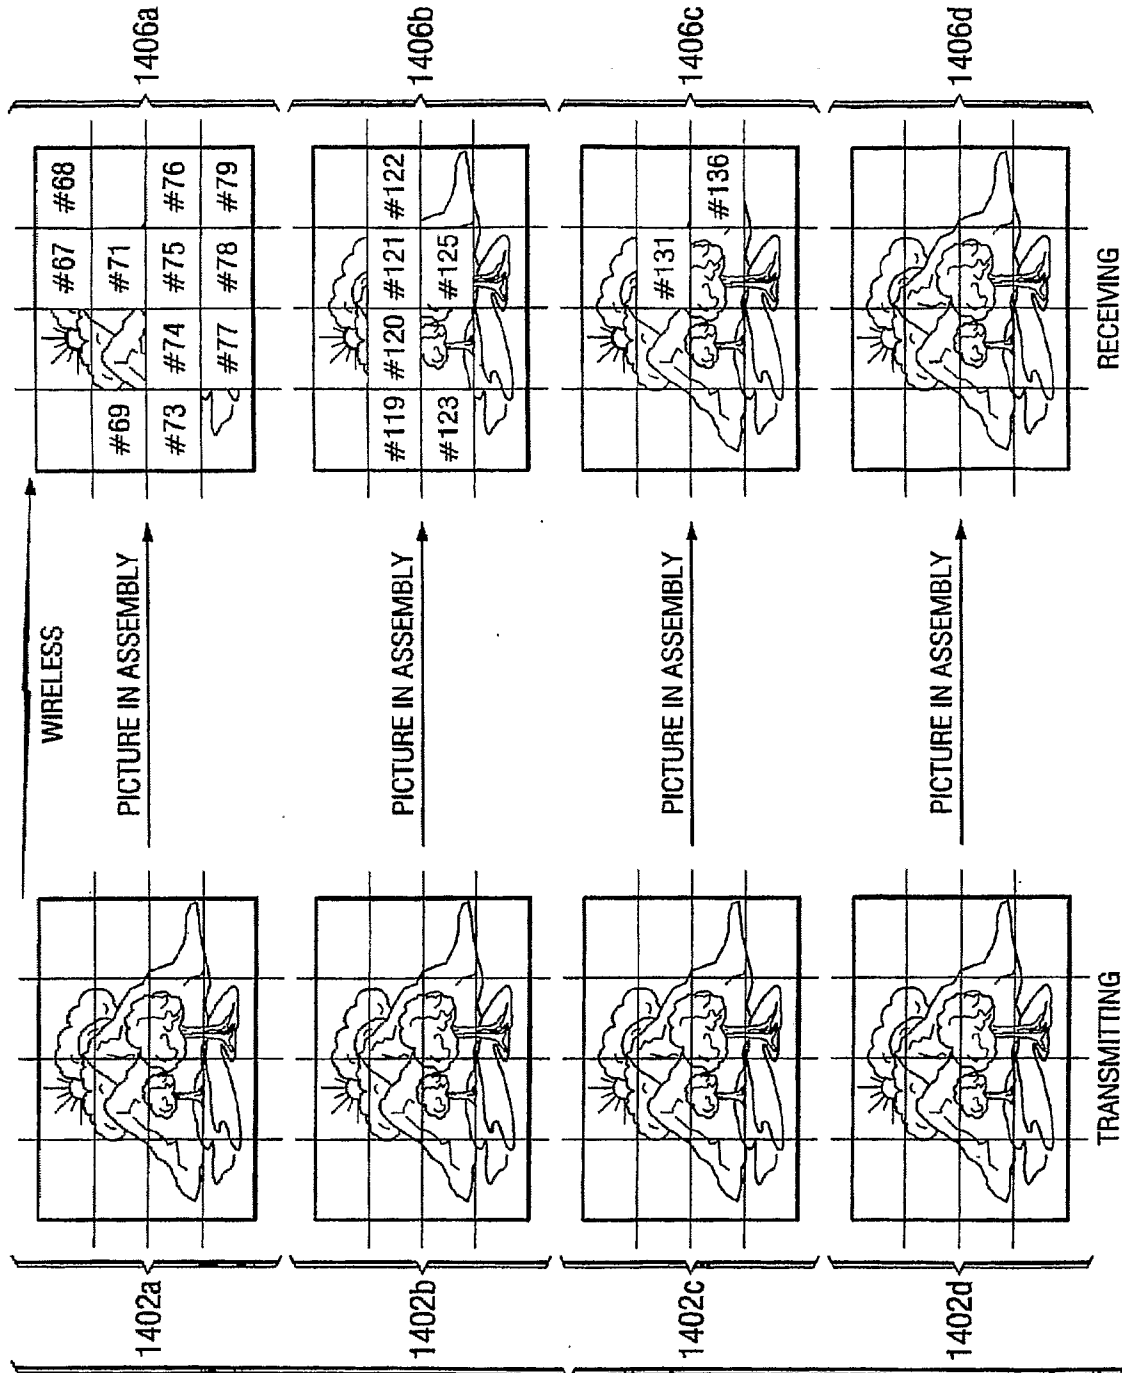 WIRELESS
1402a
PICTURE IN ASSEMBLY
#67 #68
#69 #71
#73 #74 #75 #76
#77 #78 #79
1406a
1402b
PICTURE IN ASSEMBLY
#119 #120 #121 #122
#123 #125
1406b
1402c
PICTURE IN ASSEMBLY
#131
#136
1406c
1402d
PICTURE IN ASSEMBLY
1406d
TRANSMITTING
RECEIVING